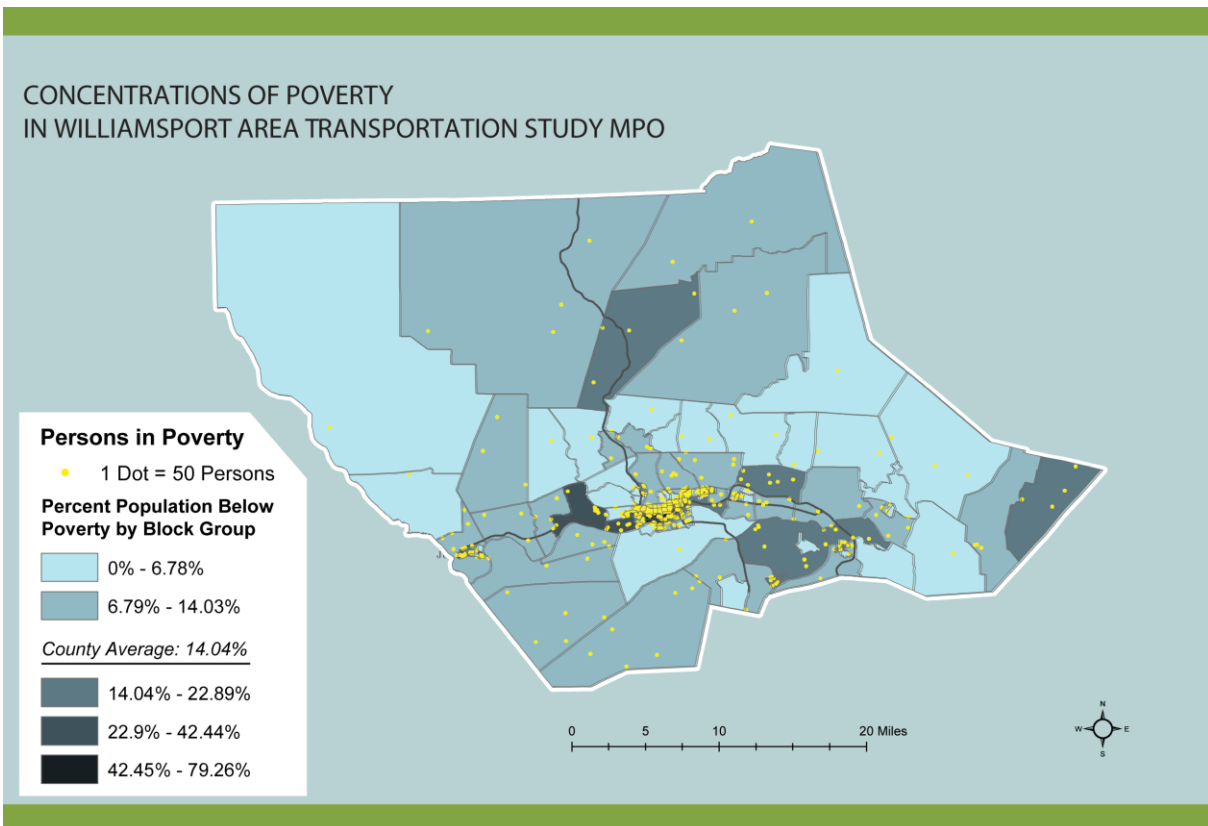 CONCENTRATIONS OF POVERTY
IN WILLIAMSPORT AREA TRANSPORTATION STUDY MPO
Persons in Poverty
1 Dot = 50 Persons
Percent Population Below
Poverty by Block Group
0% - 6.78%
6.79% - 14.03%
County Average: 14.04%
14.04% - 22.89%
22.9% - 42.44%
42.45% - 79.26%
0 5 10 20 Miles
N
W E
S